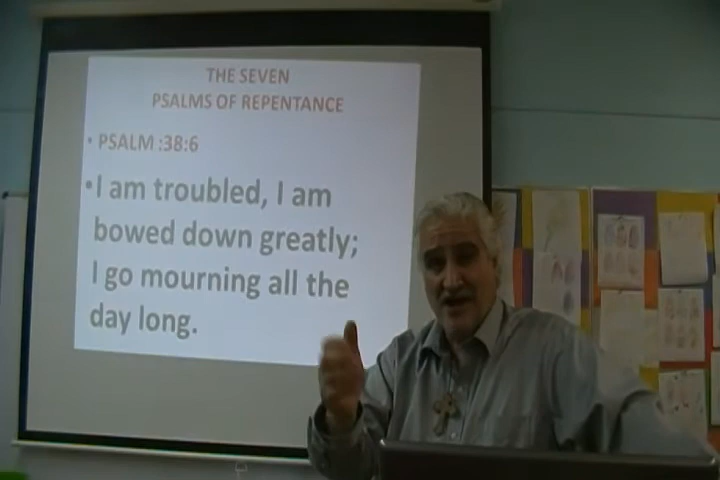 THE SEVEN
PSALMS OF REPENTANCE
• PSALM :38:6
• I am troubled, I am
bowed down greatly;
I go mourning all the
day long.